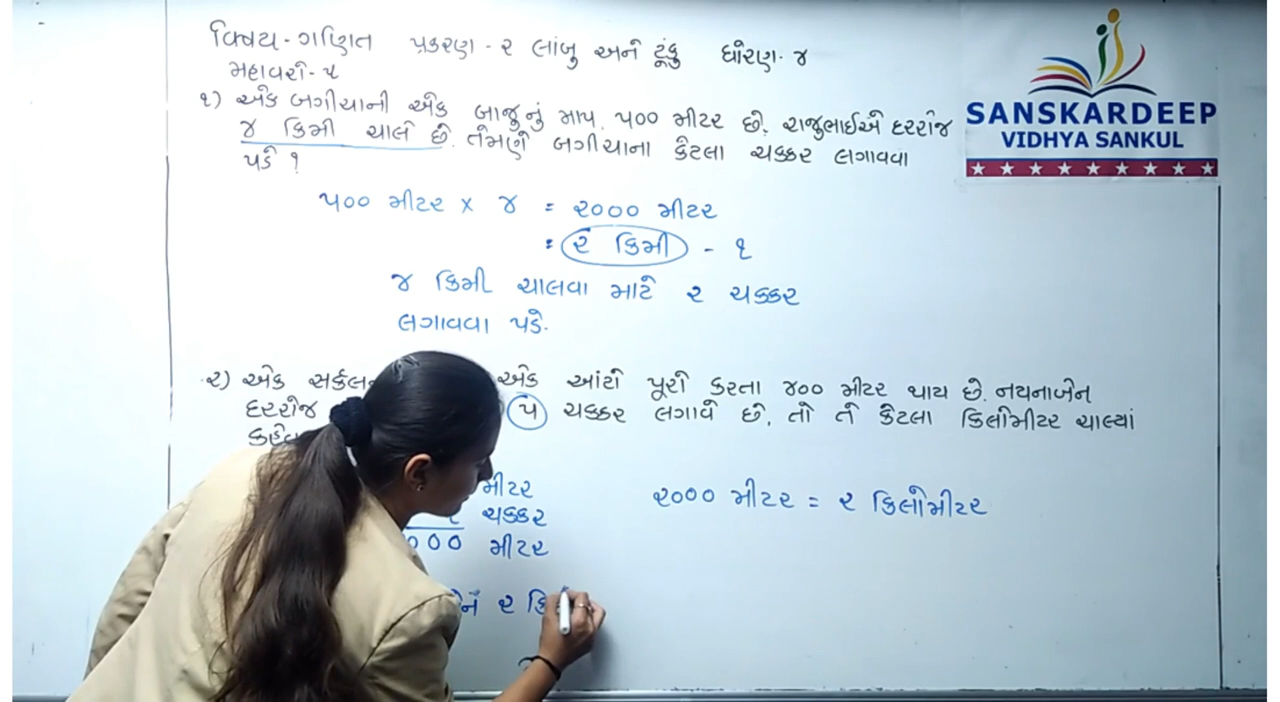 વિષય - ગણિત પ્રકરણ - ૨ લાંબુ અને ટૂંકુ ધોરણ - ૪
મહાવરો - ૫
૧) એક બગીચાની એક બાજુનું માપ ૫૦૦ મીટર છે. રાજુભાઈએ દરરોજ
૪ કિમી ચાલે છે. તેમણે બગીચાના કેટલા ચક્કર લગાવવા
પડે ?
૫૦૦ મીટર × ૪ = ૨૦૦૦ મીટર
= ૨ કિમી - ૧
૪ કિમી ચાલવા માટે ૨ ચક્કર
લગાવવા પડે.
૨) એક સર્કલ એક આંટો પૂરો કરતા ૪૦૦ મીટર થાય છે. નયનાબેન
દરરોજ ૫ ચક્કર લગાવે છે, તો તે કેટલા કિલોમીટર ચાલ્યાં
મીટર
ચક્કર
૦૦૦ મીટર
૨૦૦૦ મીટર = ૨ કિલોમીટર
૨
SANSKARDEEP
VIDHYA SANKUL